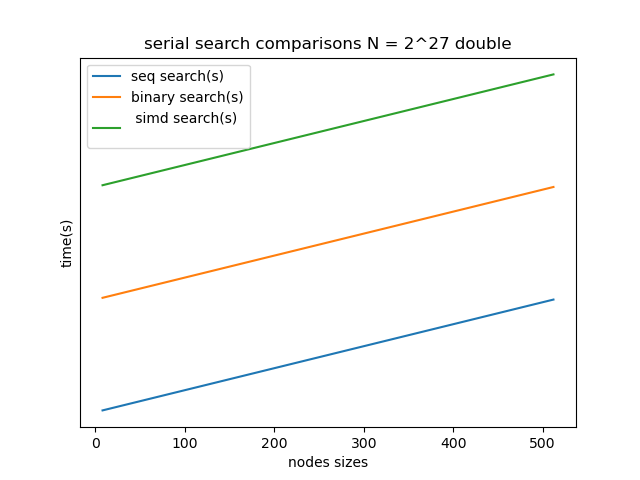 serial search comparisons N = 2^27 double
seq search(s)
binary search(s)
simd search(s)
time(s)
0 100 200 300 400 500
nodes sizes